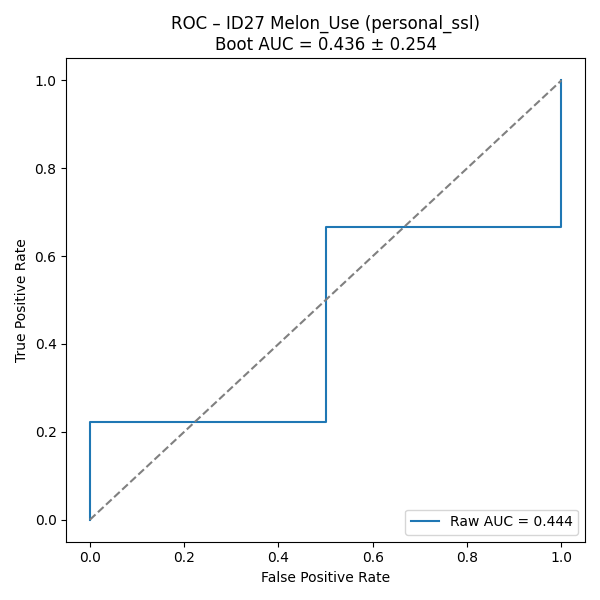 ROC – ID27 Melon_Use (personal_ssl)
Boot AUC = 0.436 ± 0.254
1.0
0.8
0.6
0.4
0.2
0.0
True Positive Rate
Raw AUC = 0.444
0.0 0.2 0.4 0.6 0.8 1.0
False Positive Rate